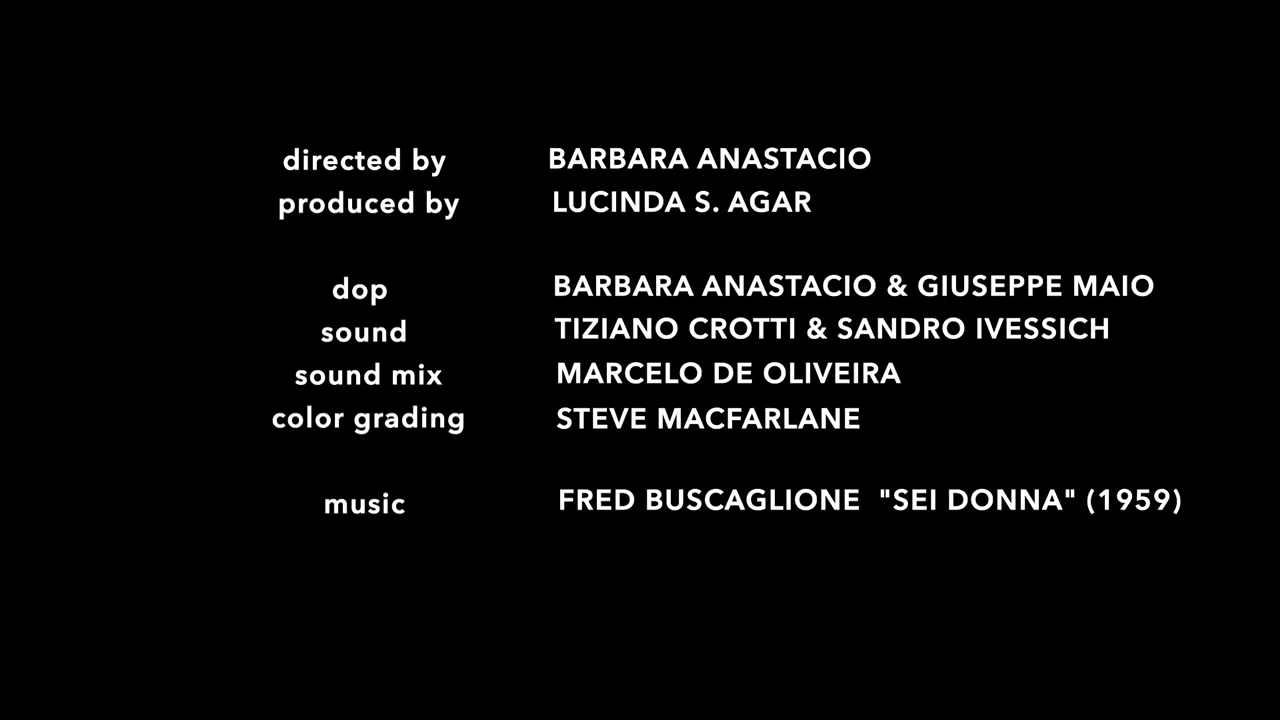 directed by BARBARA ANASTACIO
produced by LUCINDA S. AGAR
dop BARBARA ANASTACIO & GIUSEPPE MAIO
sound TIZIANO CROTTI & SANDRO IVESSICH
sound mix MARCELO DE OLIVEIRA
color grading STEVE MACFARLANE
music FRED BUSCAGLIONE "SEI DONNA" (1959)